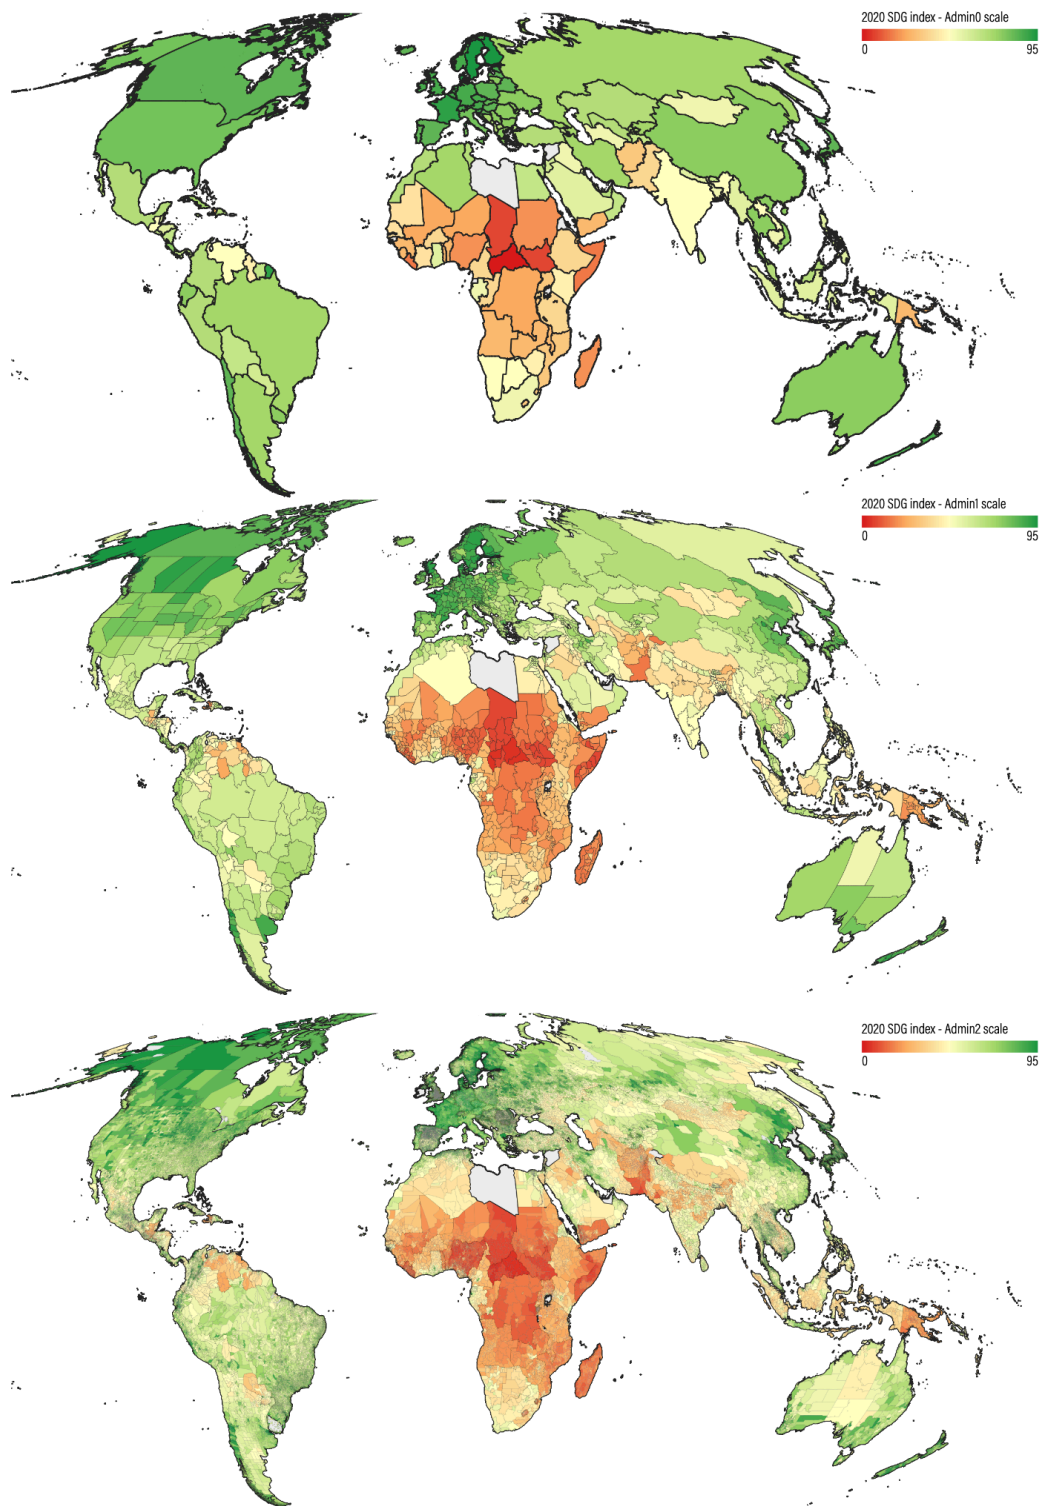 2020 SDG index - Admin0 scale
0 95
2020 SDG index - Admin1 scale
0 95
2020 SDG index - Admin2 scale
0 95